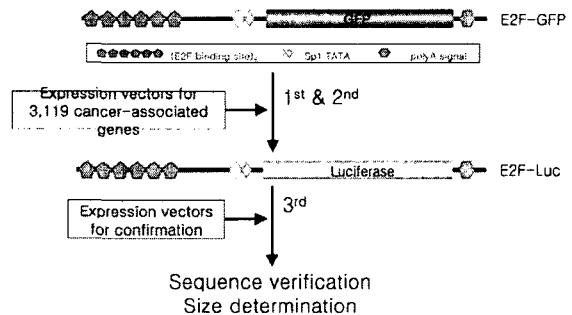 GFP E2F-GFP
(E2F binding site)₆ Sp1 TATA polyA signal
Expression vectors for
3,119 cancer-associated
genes
1st & 2nd
Luciferase E2F-Luc
Expression vectors
for confirmation
3rd
Sequence verification
Size determination